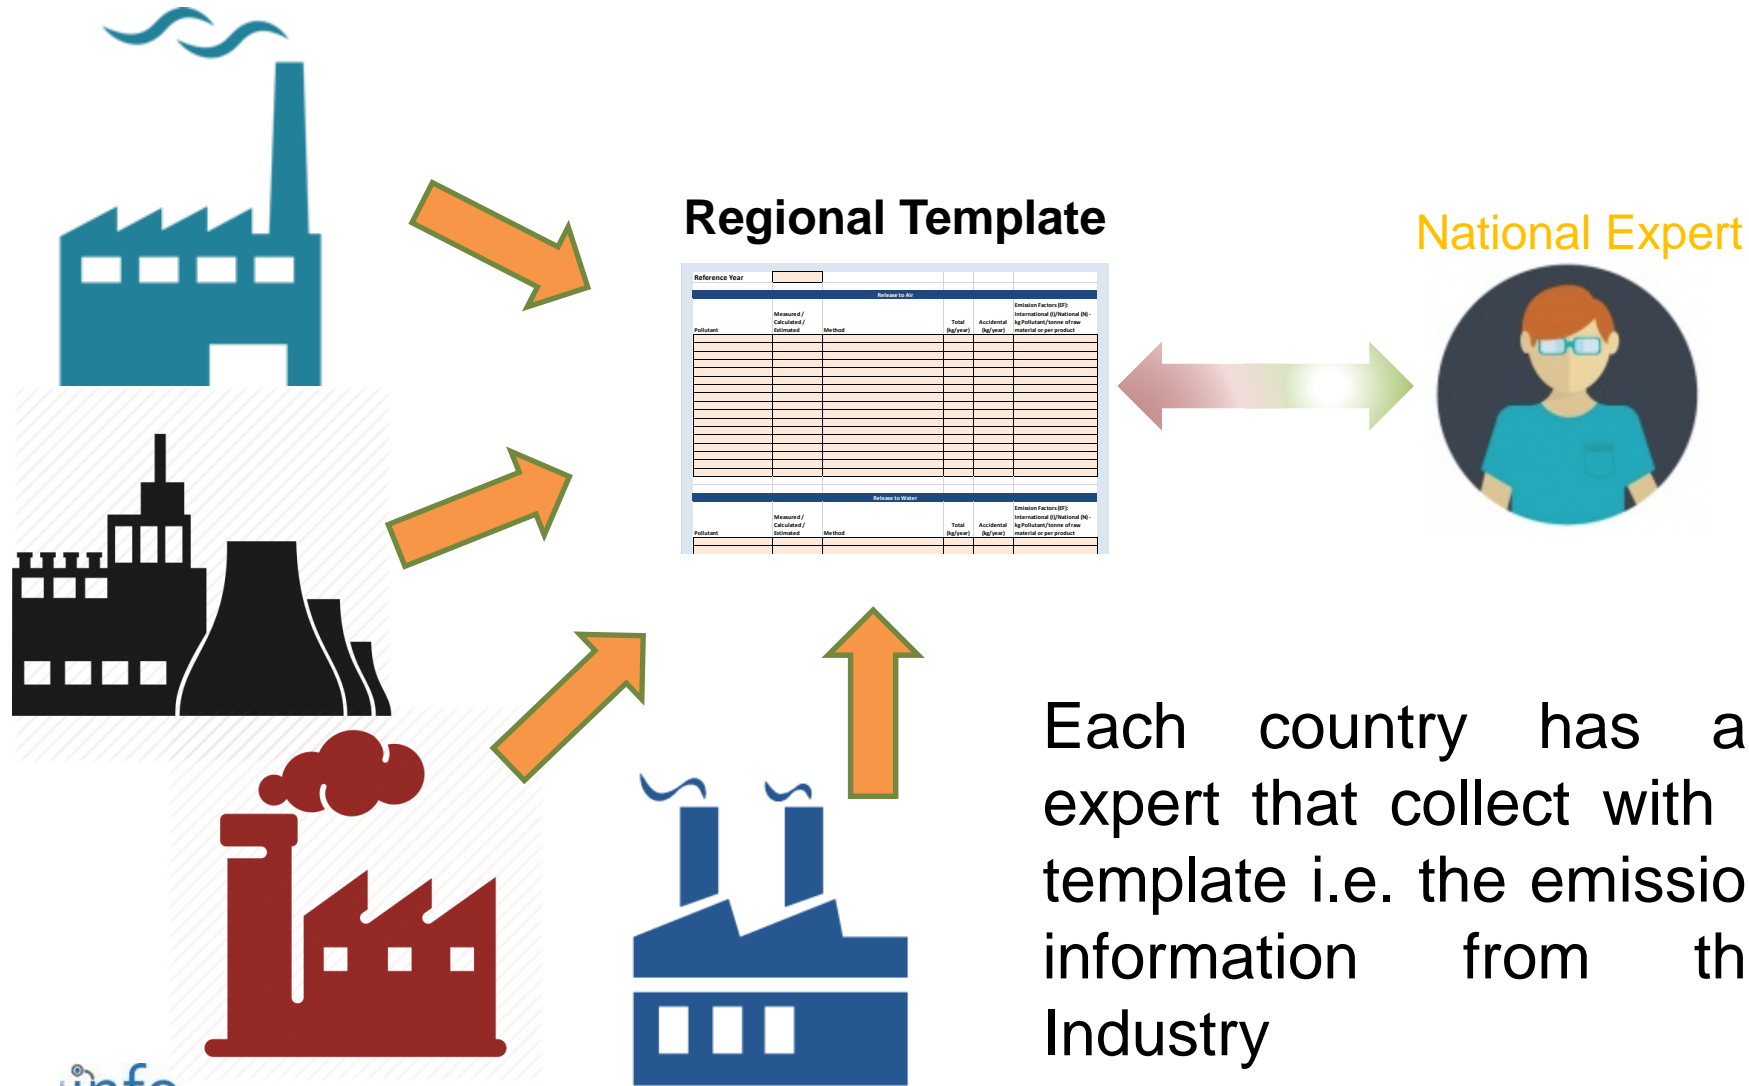 Regional Template
National Expert
Reference Year
Release to Air
Pollutant
Measured /
Calculated /
Estimated
Method
Total
(kg/year)
Accidental
(kg/year)
Emission Factors (EF):
International (I)/National (N) -
kg Pollutant/tonne of raw
material or per product
Release to Water
Pollutant
Measured /
Calculated /
Estimated
Method
Total
(kg/year)
Accidental
(kg/year)
Emission Factors (EF):
International (I)/National (N) -
kg Pollutant/tonne of raw
material or per product
Each country has a
expert that collect with
template i.e. the emissio
information from th
Industry
info